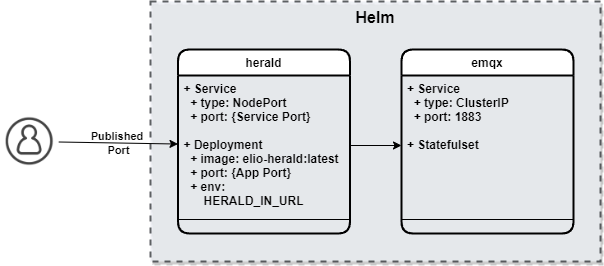 Helm
Published
Port
herald
+ Service
+ type: NodePort
+ port: {Service Port}
+ Deployment
+ image: elio-herald:latest
+ port: {App Port}
+ env:
HERALD_IN_URL
emqx
+ Service
+ type: ClusterIP
+ port: 1883
+ Statefulset